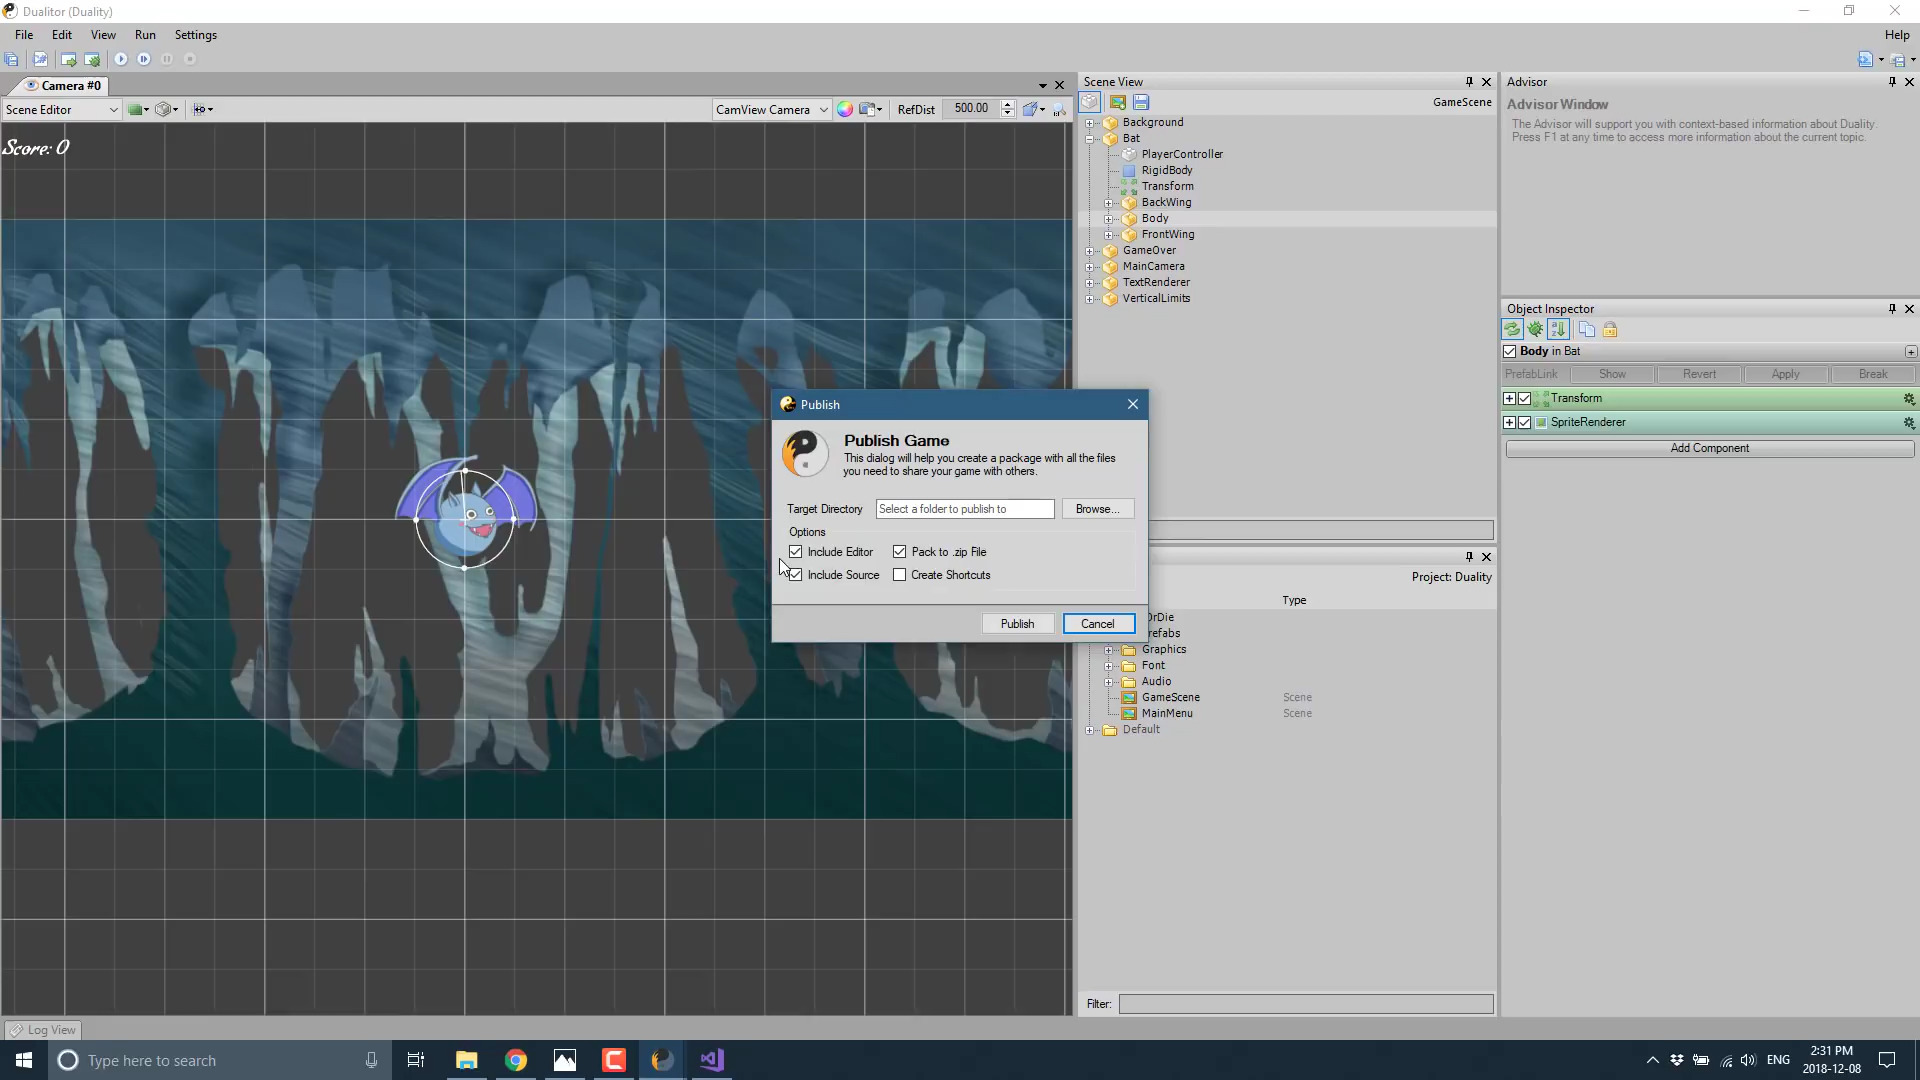 Dualitor (Duality)
File Edit View Run Settings
Help
Camera #0
Scene Editor
CamView Camera
RefDist
500.00
Score: 0
Scene View
GameScene
Background
Bat
PlayerController
RigidBody
Transform
BackWing
Body
FrontWing
GameOver
MainCamera
TextRenderer
VerticalLimits
Advisor
Advisor Window
The Advisor will support you with context-based information about Duality.
Press F1 at any time to access more information about the current topic.
Object Inspector
Body in Bat
PrefabLink Show Revert Apply Break
Transform
SpriteRenderer
Add Component
Publish
Publish Game
This dialog will help you create a package with all the files
you need to share your game with others.
Target Directory
Select a folder to publish to
Browse...
Options
Include Editor
Pack to .zip File
Include Source
Create Shortcuts
Publish
Cancel
Project: Duality
Type
OrDie
refabs
Graphics
Font
Audio
GameScene Scene
MainMenu Scene
Default
Filter:
Log View
Type here to search
ENG
2:31 PM
2018-12-08